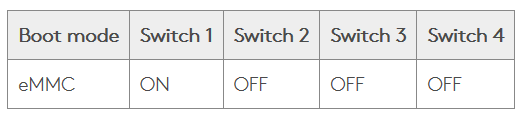 Boot mode Switch 1 Switch 2 Switch 3 Switch 4
eMMC ON OFF OFF OFF